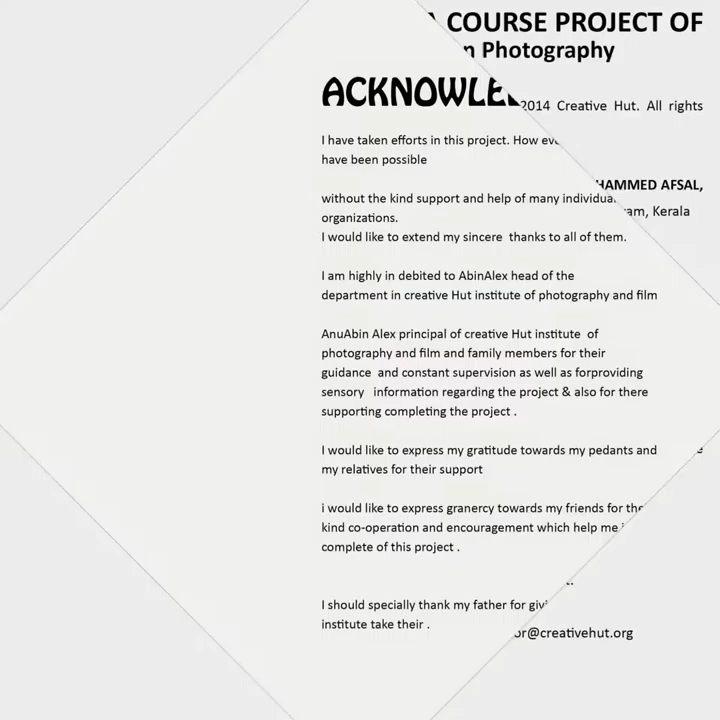 COURSE PROJECT OF
n Photography
ACKNOWLE
2014 Creative Hut. All rights
I have taken efforts in this project. How eve
have been possible
HAMMED AFSAL,
without the kind support and help of many individua
ram, Kerala
organizations.
I would like to extend my sincere thanks to all of them.
I am highly in debited to AbinAlex head of the
department in creative Hut institute of photography and film
AnuAbin Alex principal of creative Hut institute of
photography and film and family members for their
guidance and constant supervision as well as forproviding
sensory information regarding the project & also for there
supporting completing the project .
I would like to express my gratitude towards my pedants and
my relatives for their support
i would like to express granercy towards my friends for the
kind co-operation and encouragement which help me
complete of this project .
I should specially thank my father for givi
institute take their .
or@creativehut.org